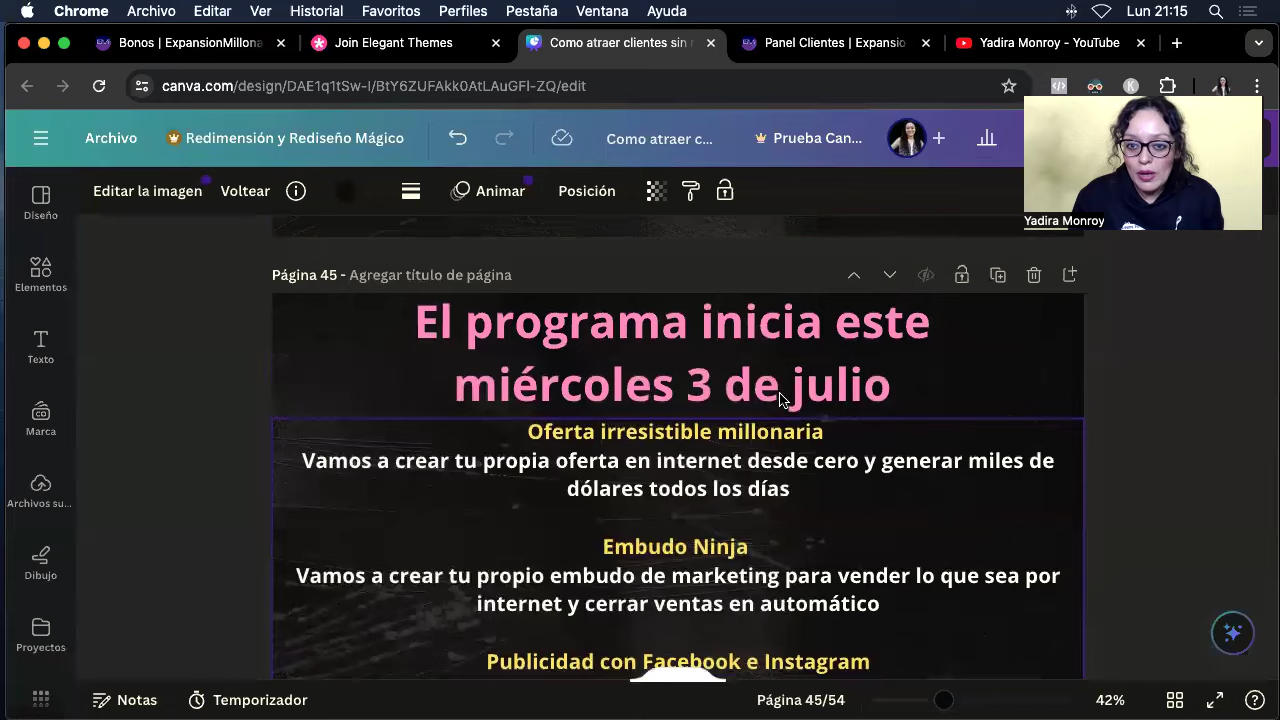 Chrome Archivo Editar Ver Historial Favoritos Perfiles Pestaña Ventana Ayuda Lun 21:15
Bonos | ExpansionMillona Join Elegant Themes Como atraer clientes sin r Panel Clientes | Expansio Yadira Monroy - YouTube
canva.com/design/DAE1q1tSw-I/BtY6ZUFAkk0AtLAuGFI-ZQ/edit
Archivo Redimensión y Rediseño Mágico Como atraer c... Prueba Can...
Editar la imagen Voltear Animar Posición
Yadira Monroy
Diseño
Elementos
Texto
Marca
Archivos su...
Dibujo
Proyectos
Página 45 - Agregar título de página
El programa inicia este
miércoles 3 de julio
Oferta irresistible millonaria
Vamos a crear tu propia oferta en internet desde cero y generar miles de
dólares todos los días
Embudo Ninja
Vamos a crear tu propio embudo de marketing para vender lo que sea por
internet y cerrar ventas en automático
Publicidad con Facebook e Instagram
Notas Temporizador Página 45/54 42%